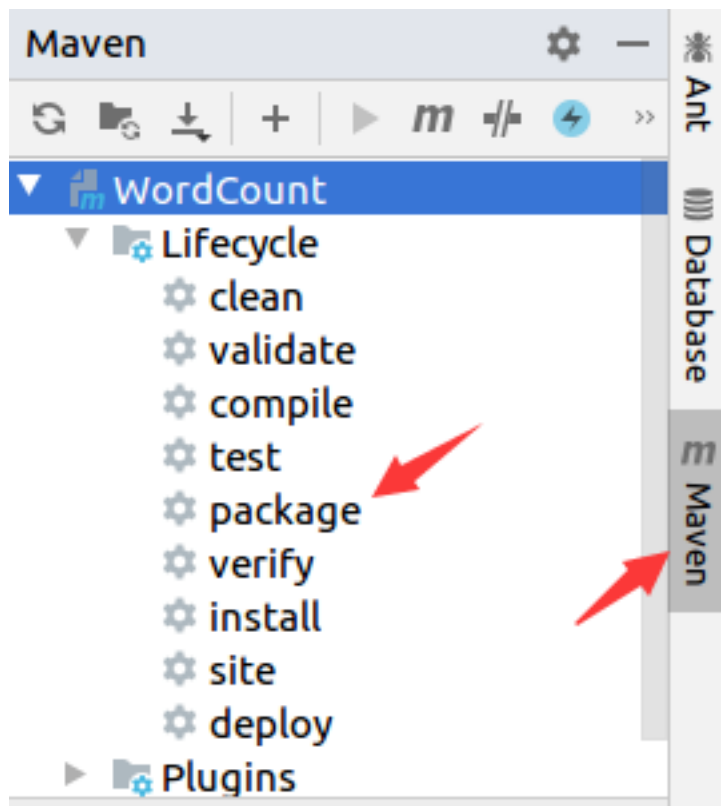 Maven
m
WordCount
Lifecycle
clean
validate
compile
test
package
verify
install
site
deploy
Plugins
Ant
Database
m Maven